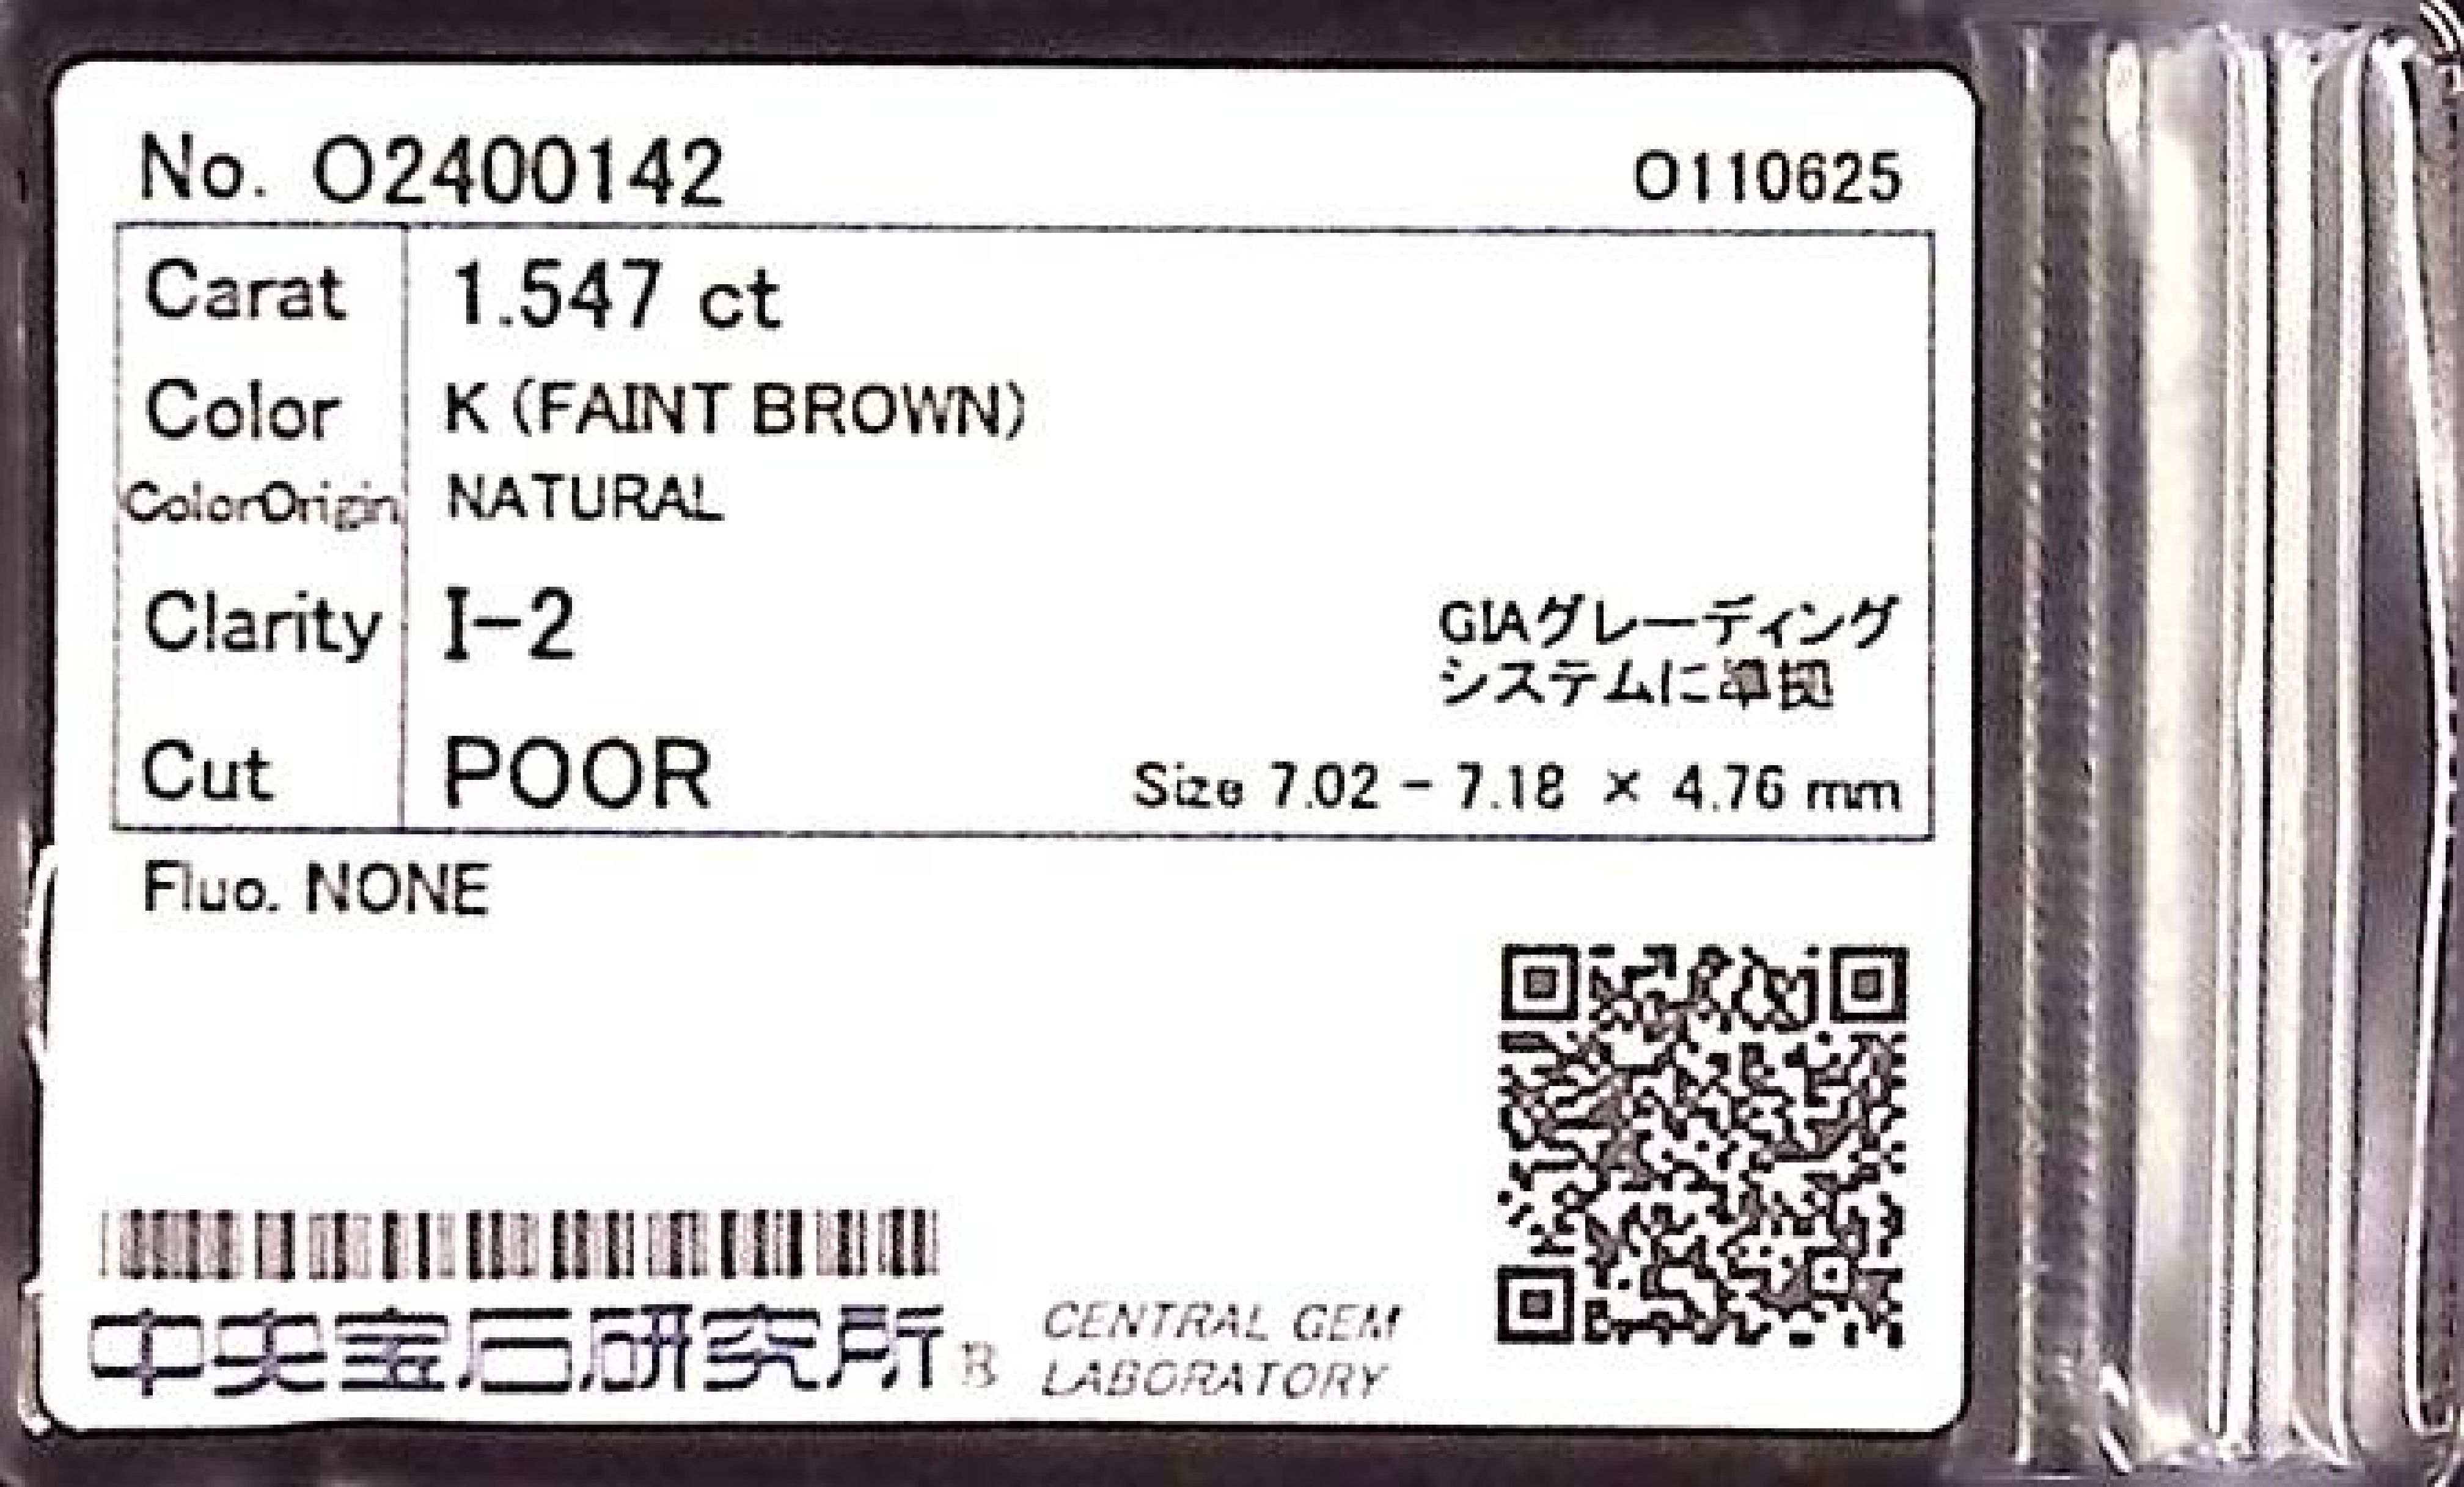 No. O2400142 O110625
Carat 1.547 ct
Color K (FAINT BROWN)
ColorOrigin NATURAL
Clarity I-2
GIAグレーディング
システムに準拠
Cut POOR Size 7.02 - 7.18 × 4.76 mm
Fluo. NONE
中央宝石研究所 B CENTRAL GEM
LABORATORY